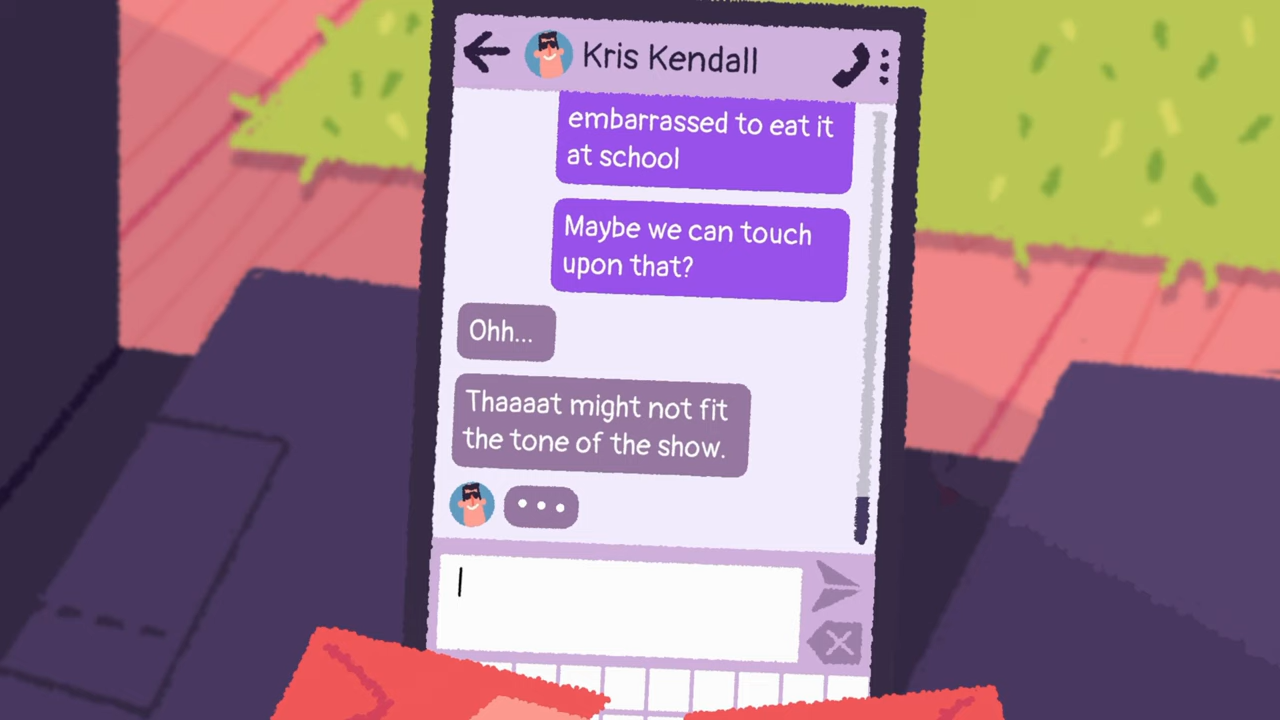 Kris Kendall
embarrassed to eat it
at school
Maybe we can touch
upon that?
Ohh...
Thaaaat might not fit
the tone of the show.